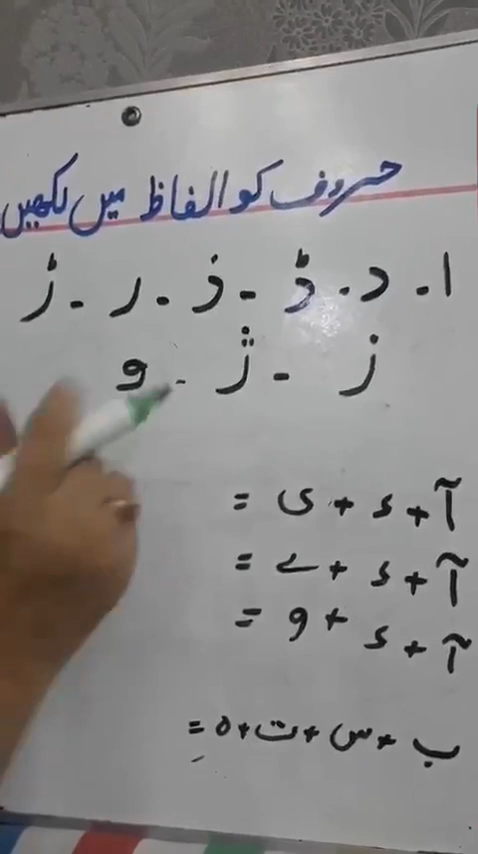 حروف کو الفاظ میں لکھیں
ا - د - ڈ - ذ - ر - ڑ
ز - ژ - و
آ + ء + ی =
آ + ء + ے =
آ + ء + و =
ب + س + ت + ہ =